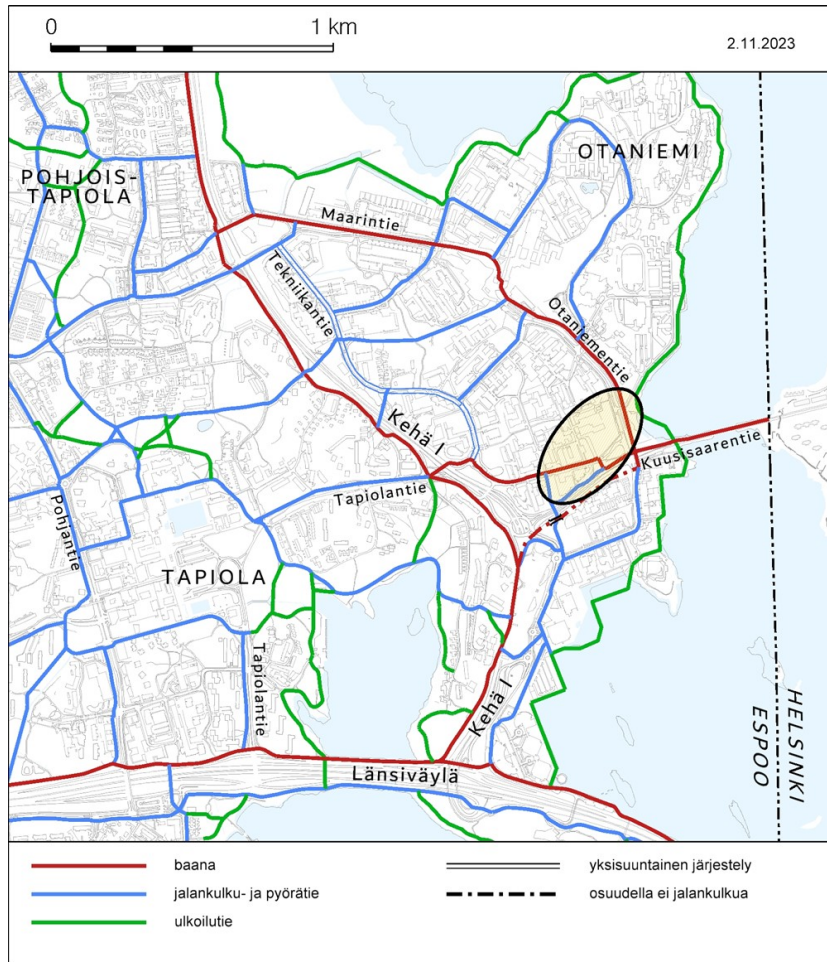 0
1 km
2.11.2023
OTANIEMI
POHJOIS-
TAPIOLA
Maarintie
Tekniikantie
Otaniementie
Kehä I
Kuusisaarentie
Tapiolantie
Pohjantie
TAPIOLA
Tapiolantie
Kehä I
HELSINKI
ESPOO
Länsiväylä
baana
yksisuuntainen järjestely
jalankulku- ja pyörätie
osuudella ei jalankulkua
ulkoilutie